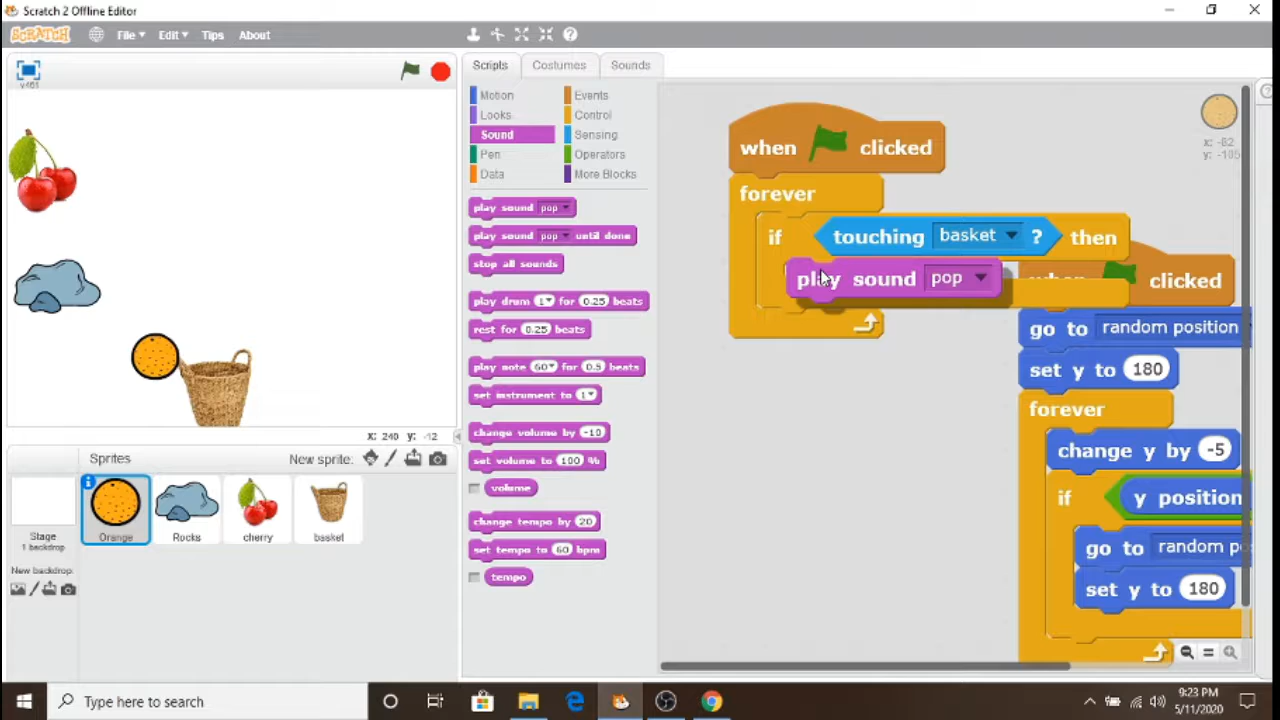 Scratch 2 Offline Editor
SCRATCH File Edit Tips About
v461
Scripts Costumes Sounds
Motion Events
Looks Control
Sound Sensing
Pen Operators
Data More Blocks
play sound pop
play sound pop until done
stop all sounds
play drum 1 for 0.25 beats
rest for 0.25 beats
play note 60 for 0.5 beats
set instrument to 1
change volume by -10
set volume to 100 %
volume
change tempo by 20
set tempo to 60 bpm
tempo
when clicked
forever
if touching basket ? then
play sound pop
x: -82
y: -105
when clicked
go to random position
set y to 180
forever
change y by -5
if y position
go to random po
set y to 180
X: 240 y: -12
Sprites New sprite:
Stage
1 backdrop
New backdrop:
Orange Rocks cherry basket
Type here to search
9:23 PM
5/11/2020